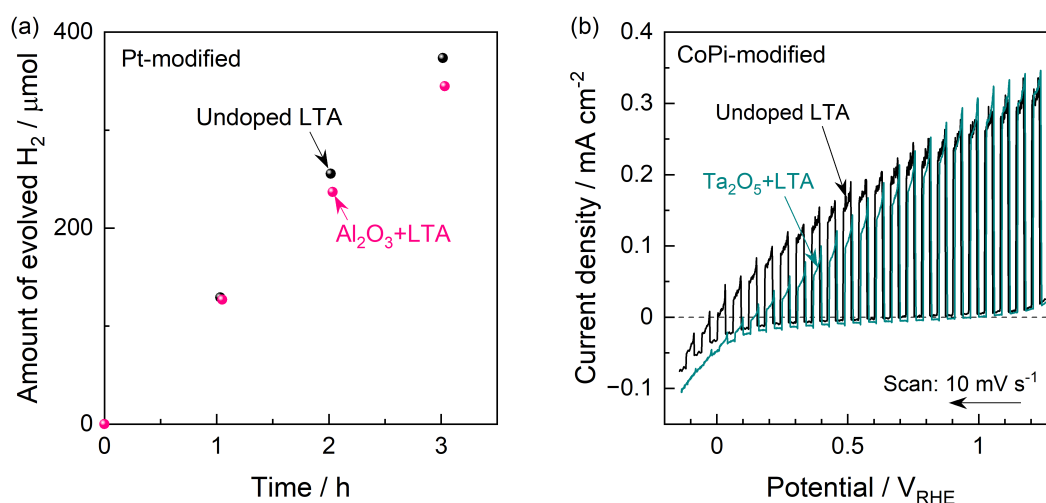 (a)
400
200
0
Amount of evolved H₂ / μmol
Pt-modified
Undoped LTA
Al₂O₃+LTA
0 1 2 3
Time / h
(b)
0.4
0.3
0.2
0.1
0
−0.1
Current density / mA cm⁻²
CoPi-modified
Undoped LTA
Ta₂O₅+LTA
Scan: 10 mV s⁻¹
0 0.5 1
Potential / V_RHE